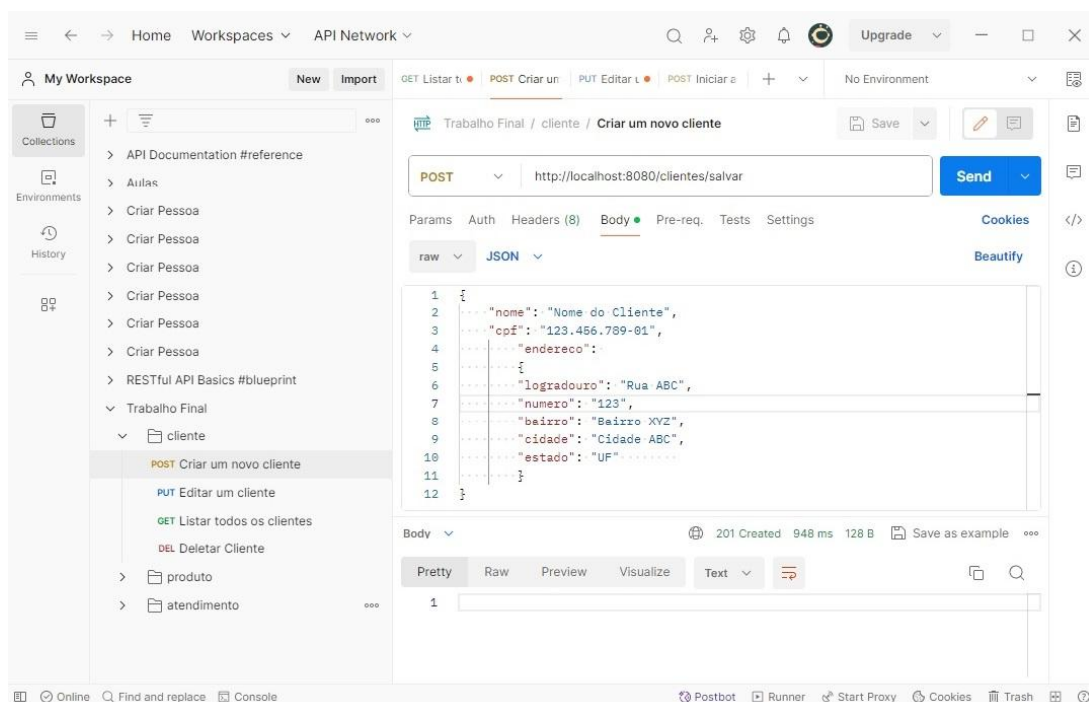 Home Workspaces API Network Upgrade
My Workspace New Import GET Listar to POST Criar un PUT Editar u POST Iniciar a No Environment
Collections
Environments
History
API Documentation #reference
Aulas
Criar Pessoa
Criar Pessoa
Criar Pessoa
Criar Pessoa
Criar Pessoa
Criar Pessoa
RESTful API Basics #blueprint
Trabalho Final
cliente
POST Criar um novo cliente
PUT Editar um cliente
GET Listar todos os clientes
DEL Deletar Cliente
produto
atendimento
HTTP Trabalho Final / cliente / Criar um novo cliente Save
POST http://localhost:8080/clientes/salvar Send
Params Auth Headers (8) Body Pre-req. Tests Settings Cookies
raw JSON Beautify
1 {
2 "nome": "Nome do Cliente",
3 "cpf": "123.456.789-01",
4 "endereco":
5 {
6 "logradouro": "Rua ABC",
7 "numero": "123",
8 "bairro": "Bairro XYZ",
9 "cidade": "Cidade ABC",
10 "estado": "UF"
11 }
12 }
Body 201 Created 948 ms 128 B Save as example
Pretty Raw Preview Visualize Text
1
Online Find and replace Console Postbot Runner Start Proxy Cookies Trash